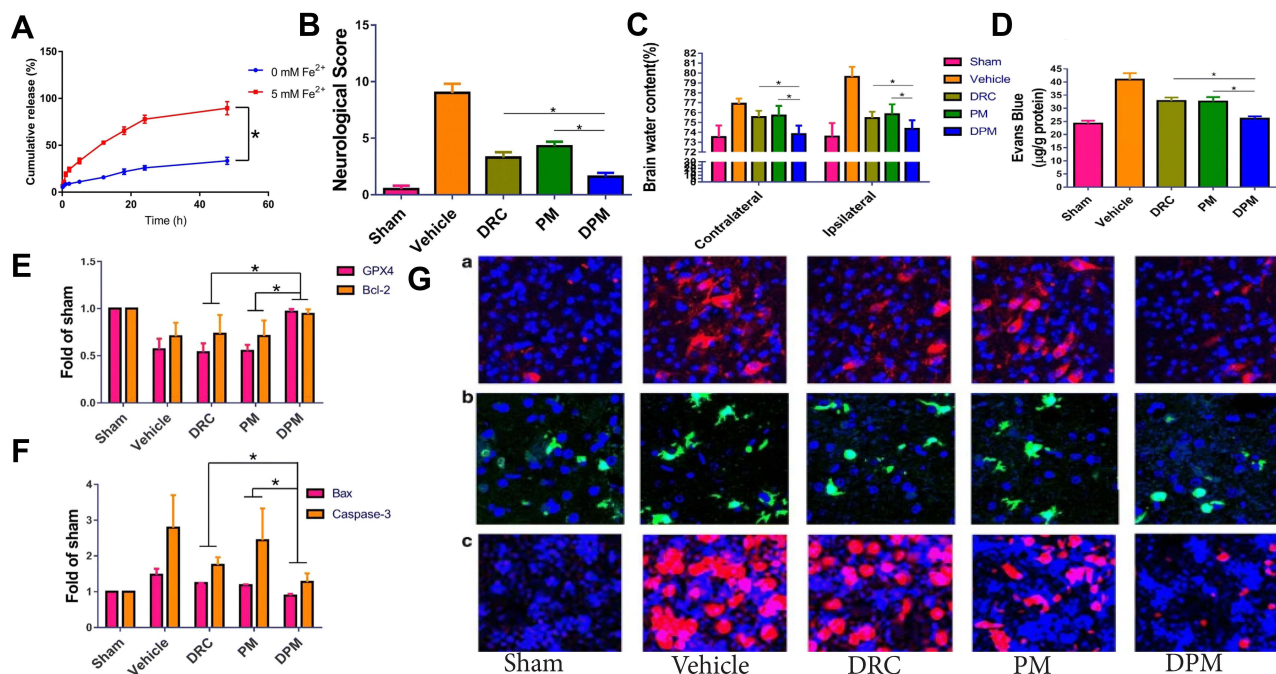 A
Cumulative release (%)
150
100
50
0
0
20
40
60
Time (h)
0 mM Fe²⁺
5 mM Fe²⁺
*
B
Neurological Score
15
10
5
0
*
*
Sham
Vehicle
DRC
PM
DPM
C
Brain water content(%)
82
81
80
79
78
77
76
75
74
73
72
30
0
*
*
*
*
Contralateral
Ipsilateral
Sham
Vehicle
DRC
PM
DPM
D
Evans Blue
(μg/g protein)
45
40
35
30
25
20
15
10
5
0
*
*
Sham
Vehicle
DRC
PM
DPM
E
Fold of sham
1.5
1.0
0.5
0.0
*
*
GPX4
Bcl-2
Sham
Vehicle
DRC
PM
DPM
F
Fold of sham
4
3
2
1
0
*
*
Bax
Caspase-3
Sham
Vehicle
DRC
PM
DPM
G
a
b
c
Sham
Vehicle
DRC
PM
DPM